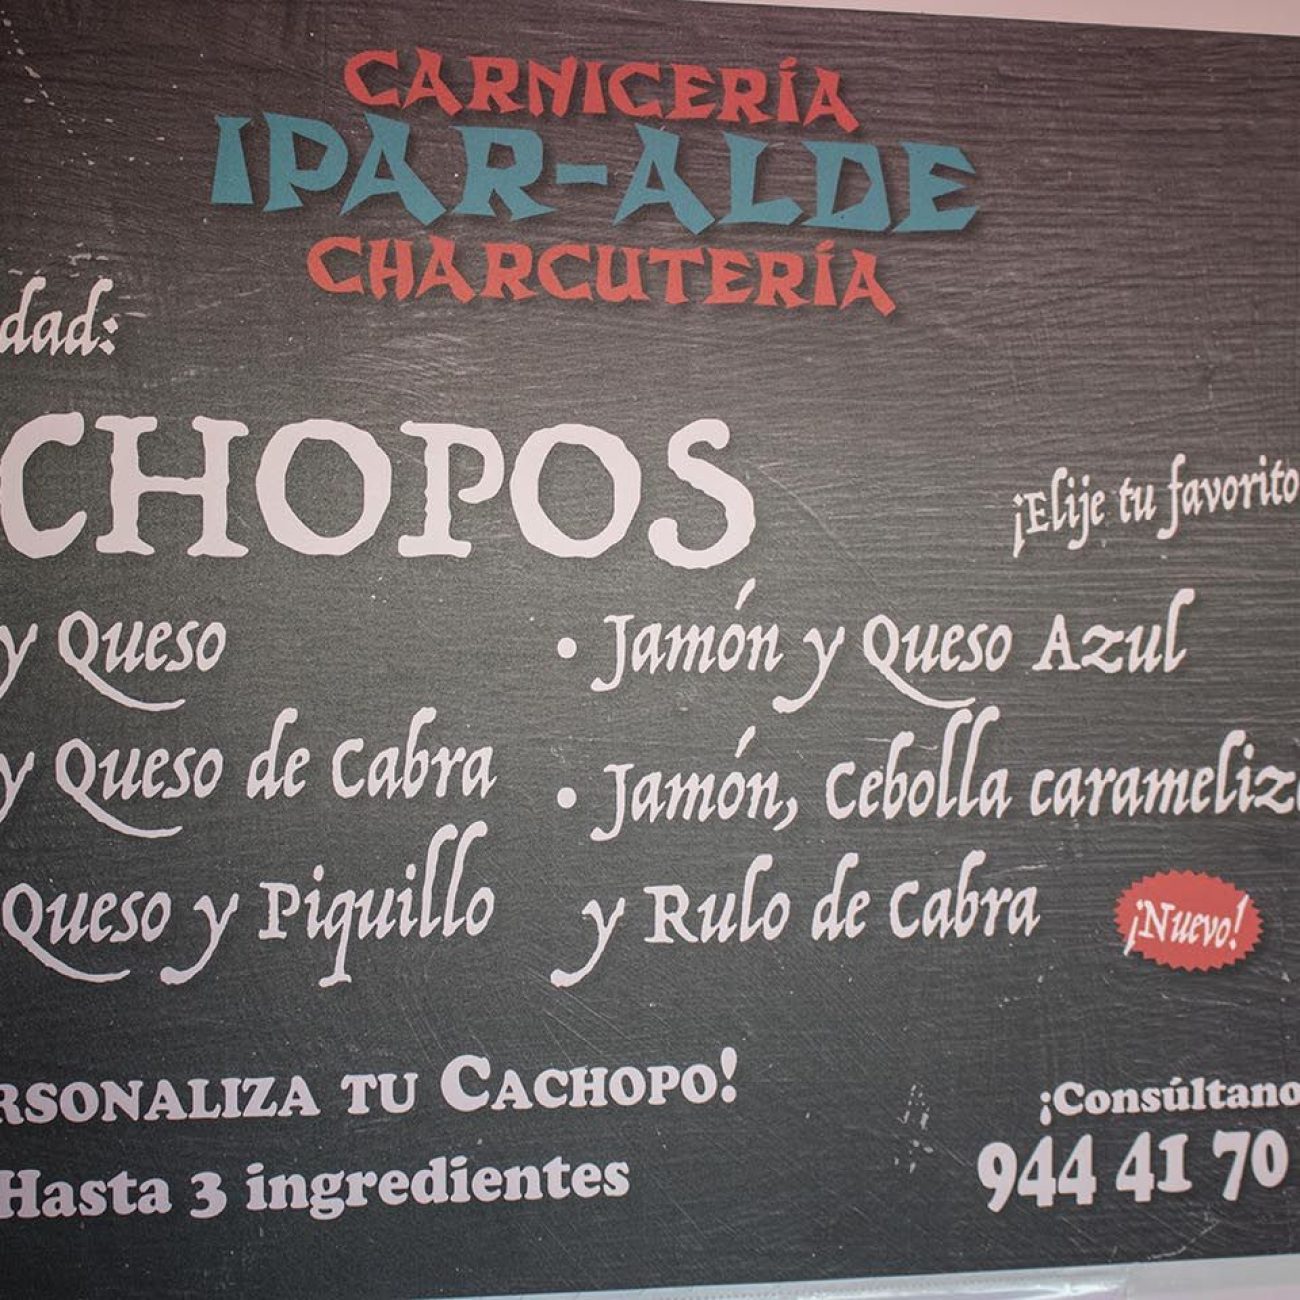 CARNICERÍA
IPAR-ALDE
CHARCUTERÍA
dad:
CHOPOS
¡Elije tu favorito
y Queso
• Jamón y Queso Azul
y Queso de Cabra
• Jamón, Cebolla carameliz
Queso y Piquillo
y Rulo de Cabra
¡Nuevo!
RSONALIZA TU CACHOPO!
¡Consúltano
Hasta 3 ingredientes
944 41 70